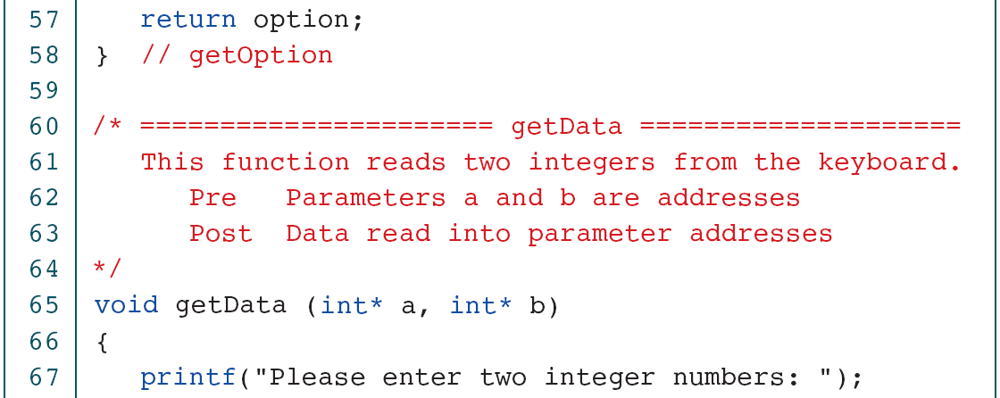 57 return option;
58 } // getOption
59
60 /* ====================== getData ====================
61 This function reads two integers from the keyboard.
62 Pre Parameters a and b are addresses
63 Post Data read into parameter addresses
64 */
65 void getData (int* a, int* b)
66 {
67 printf("Please enter two integer numbers: ");